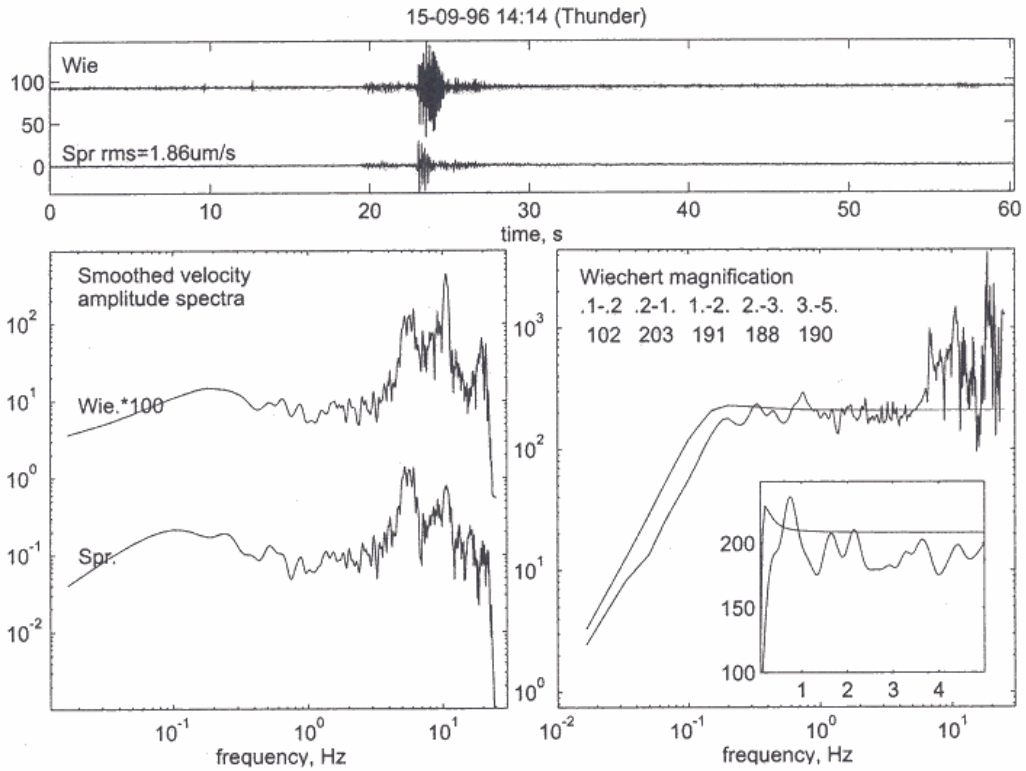 15-09-96 14:14 (Thunder)
Wie
100
50
Spr rms=1.86um/s
0
0 10 20 30 40 50 60
time, s
Smoothed velocity
amplitude spectra
10^2
10^1
Wie.*100
10^0
10^-1
Spr.
10^-2
10^-1 10^0 10^1
frequency, Hz
Wiechert magnification
.1-.2 .2-1. 1.-2. 2.-3. 3.-5.
102 203 191 188 190
10^3
10^2
10^1
10^0
200
150
100
1 2 3 4
10^-2 10^-1 10^0 10^1
frequency, Hz